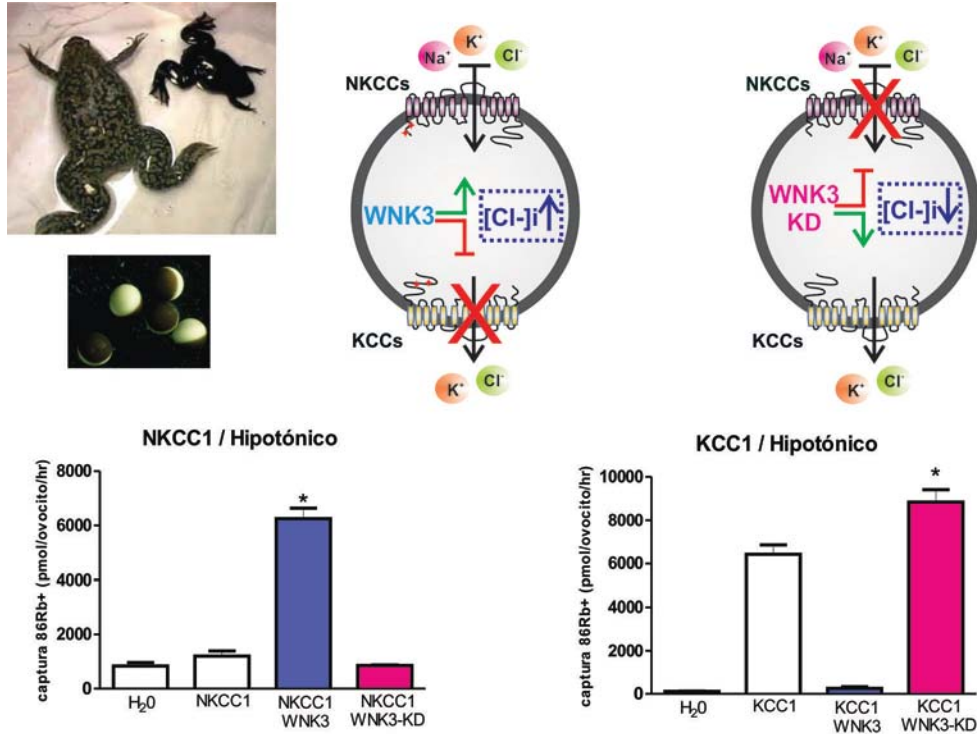 Na+
K+
Cl-
NKCCs
WNK3
[Cl-]i
KCCs
K+
Cl-
Na+
K+
Cl-
NKCCs
WNK3
KD
[Cl-]i
KCCs
K+
Cl-
NKCC1 / Hipotónico
captura 86Rb+ (pmol/ovocito/hr)
8000
6000
4000
2000
0
*
H20
NKCC1
NKCC1
WNK3
NKCC1
WNK3-KD
KCC1 / Hipotónico
captura 86Rb+ (pmol/ovocito/hr)
10000
8000
6000
4000
2000
0
*
H20
KCC1
KCC1
WNK3
KCC1
WNK3-KD